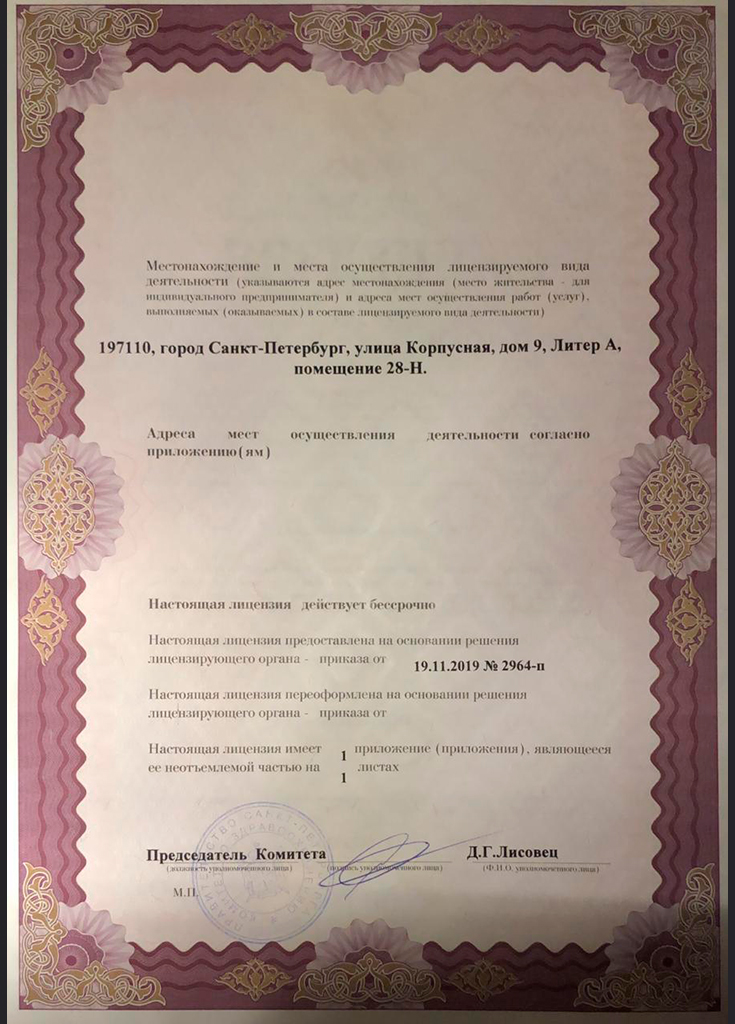 Местонахождение и места осуществления лицензируемого вида
деятельности (указываются адрес местонахождения (место жительства - для
индивидуального предпринимателя) и адреса мест осуществления работ (услуг),
выполняемых (оказываемых) в составе лицензируемого вида деятельности)
197110, город Санкт-Петербург, улица Корпусная, дом 9, Литер А,
помещение 28-Н.
Адреса мест осуществления деятельности согласно
приложению(ям)
Настоящая лицензия действует бессрочно
Настоящая лицензия предоставлена на основании решения
лицензирующего органа - приказа от 19.11.2019 № 2964-п
Настоящая лицензия переоформлена на основании решения
лицензирующего органа - приказа от
Настоящая лицензия имеет 1 приложение (приложения), являющееся
ее неотъемлемой частью на 1 листах
Председатель Комитета Д.Г..Лисовец
(должность уполномоченного лица) (подпись уполномоченного лица) (Ф.И.О. уполномоченного лица)
М.П.